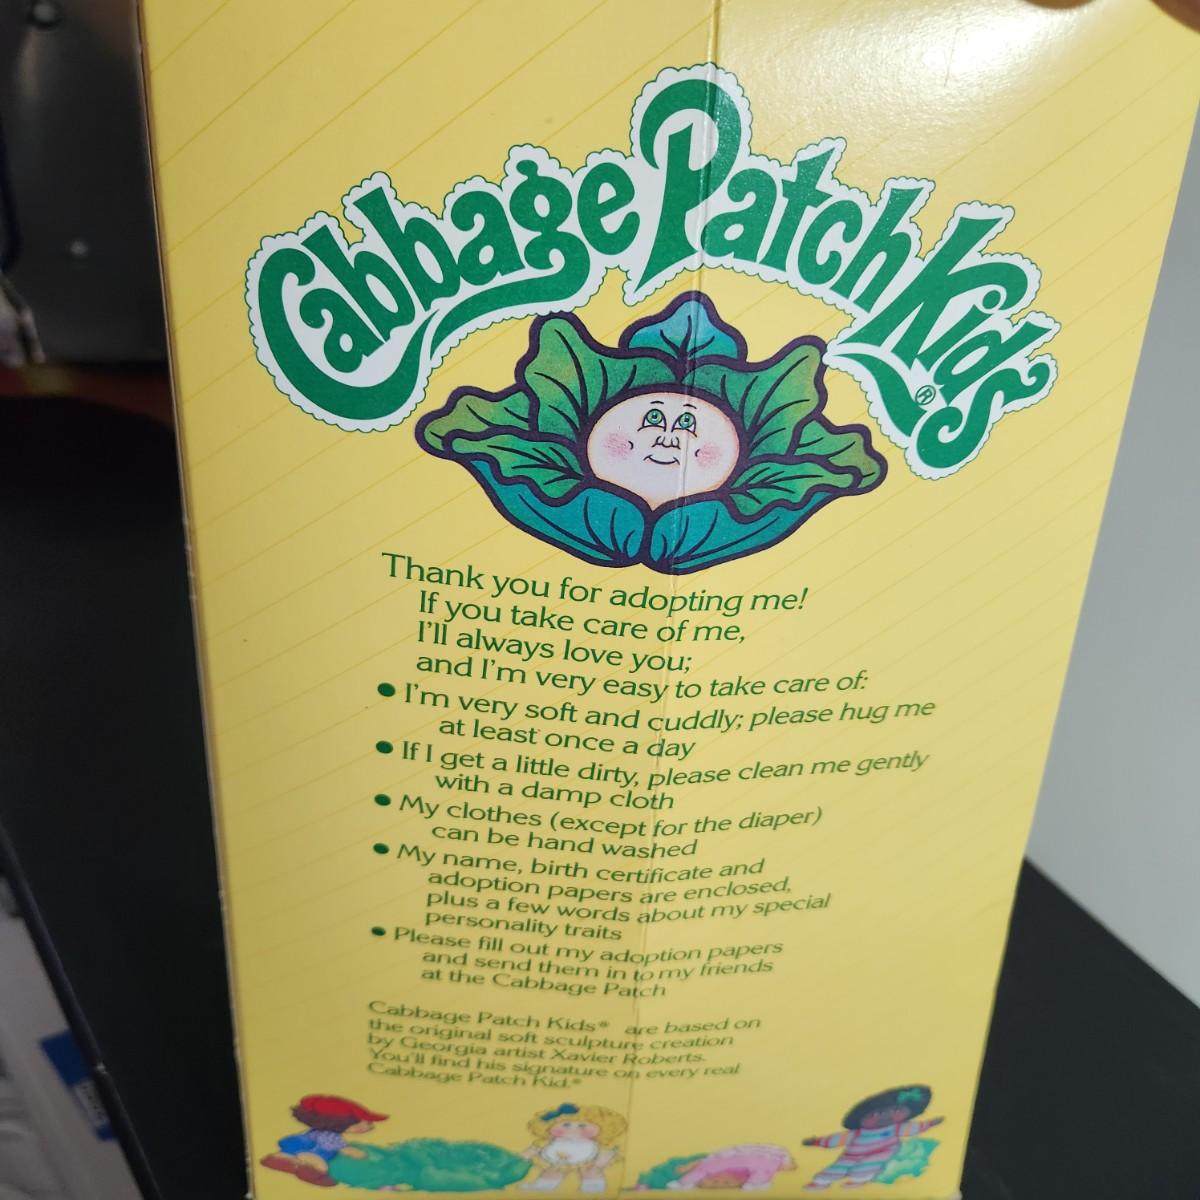 Cabbage Patch Kids®
Thank you for adopting me!
If you take care of me,
I'll always love you;
and I'm very easy to take care of:
● I'm very soft and cuddly; please hug me
at least once a day
● If I get a little dirty, please clean me gently
with a damp cloth
● My clothes (except for the diaper)
can be hand washed
● My name, birth certificate and
adoption papers are enclosed,
plus a few words about my special
personality traits
● Please fill out my adoption papers
and send them in to my friends
at the Cabbage Patch
Cabbage Patch Kids® are based on
the original soft sculpture creation
by Georgia artist Xavier Roberts.
You'll find his signature on every real
Cabbage Patch Kid.®